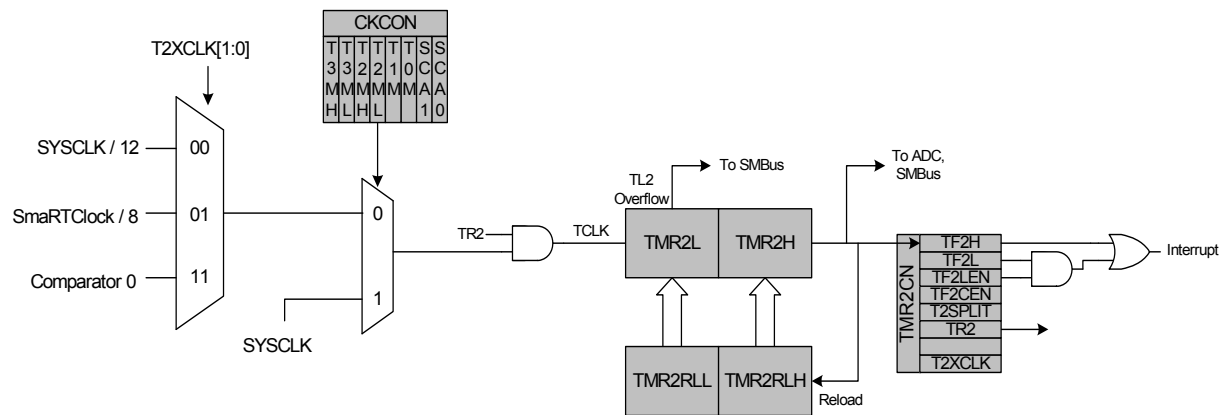 CKCON
T3MH
T3ML
T2MH
T2ML
T1M
T0M
SCA1
SCA0
T2XCLK[1:0]
SYSCLK / 12
00
SmaRTClock / 8
01
Comparator 0
11
0
1
SYSCLK
TR2
TCLK
TL2
Overflow
To SMBus
To ADC,
SMBus
TMR2L
TMR2H
TMR2RLL
TMR2RLH
Reload
TMR2CN
TF2H
TF2L
TF2LEN
TF2CEN
T2SPLIT
TR2
T2XCLK
Interrupt